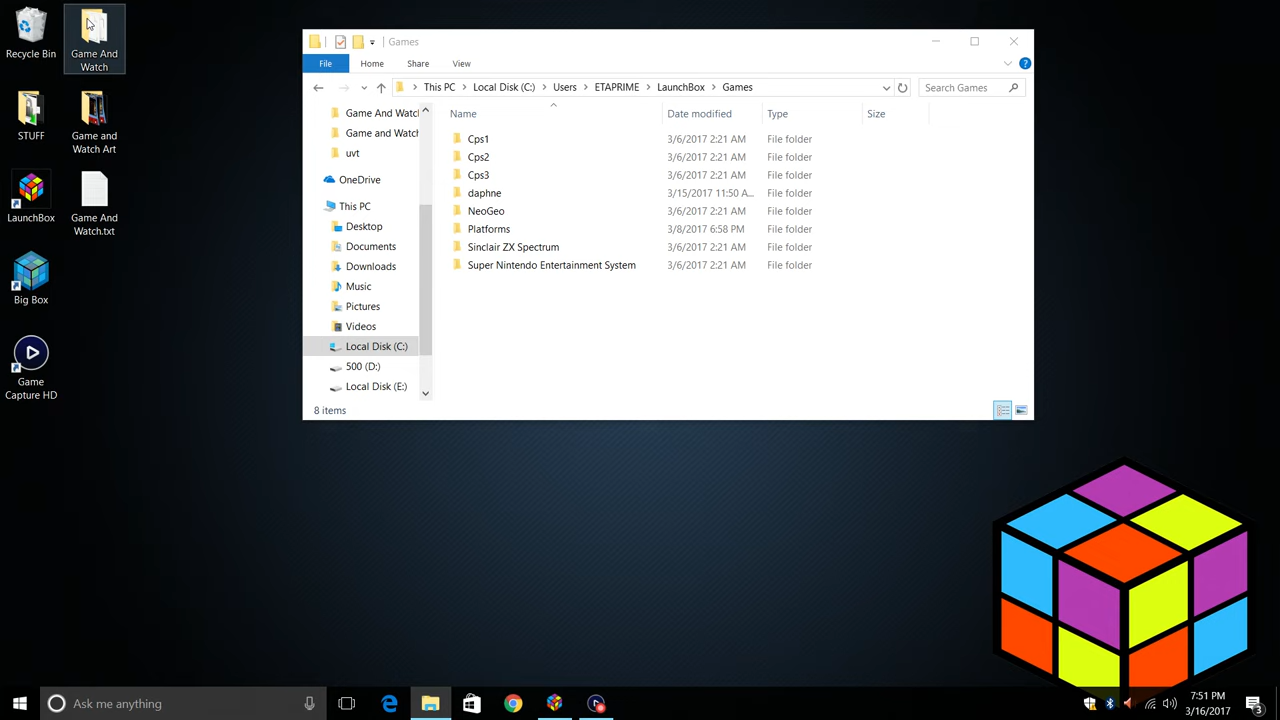 Recycle Bin
Game And
Watch
STUFF
Game and
Watch Art
LaunchBox
Game And
Watch.txt
Big Box
Game
Capture HD
Games
File
Home
Share
View
This PC
Local Disk (C:)
Users
ETAPRIME
LaunchBox
Games
Search Games
Game And Watch
Game and Watch
uvt
OneDrive
This PC
Desktop
Documents
Downloads
Music
Pictures
Videos
Local Disk (C:)
500 (D:)
Local Disk (E:)
Name Date modified Type Size
Cps1 3/6/2017 2:21 AM File folder
Cps2 3/6/2017 2:21 AM File folder
Cps3 3/6/2017 2:21 AM File folder
daphne 3/15/2017 11:50 A... File folder
NeoGeo 3/6/2017 2:21 AM File folder
Platforms 3/8/2017 6:58 PM File folder
Sinclair ZX Spectrum 3/6/2017 2:21 AM File folder
Super Nintendo Entertainment System 3/6/2017 2:21 AM File folder
8 items
Ask me anything
7:51 PM
3/16/2017
3